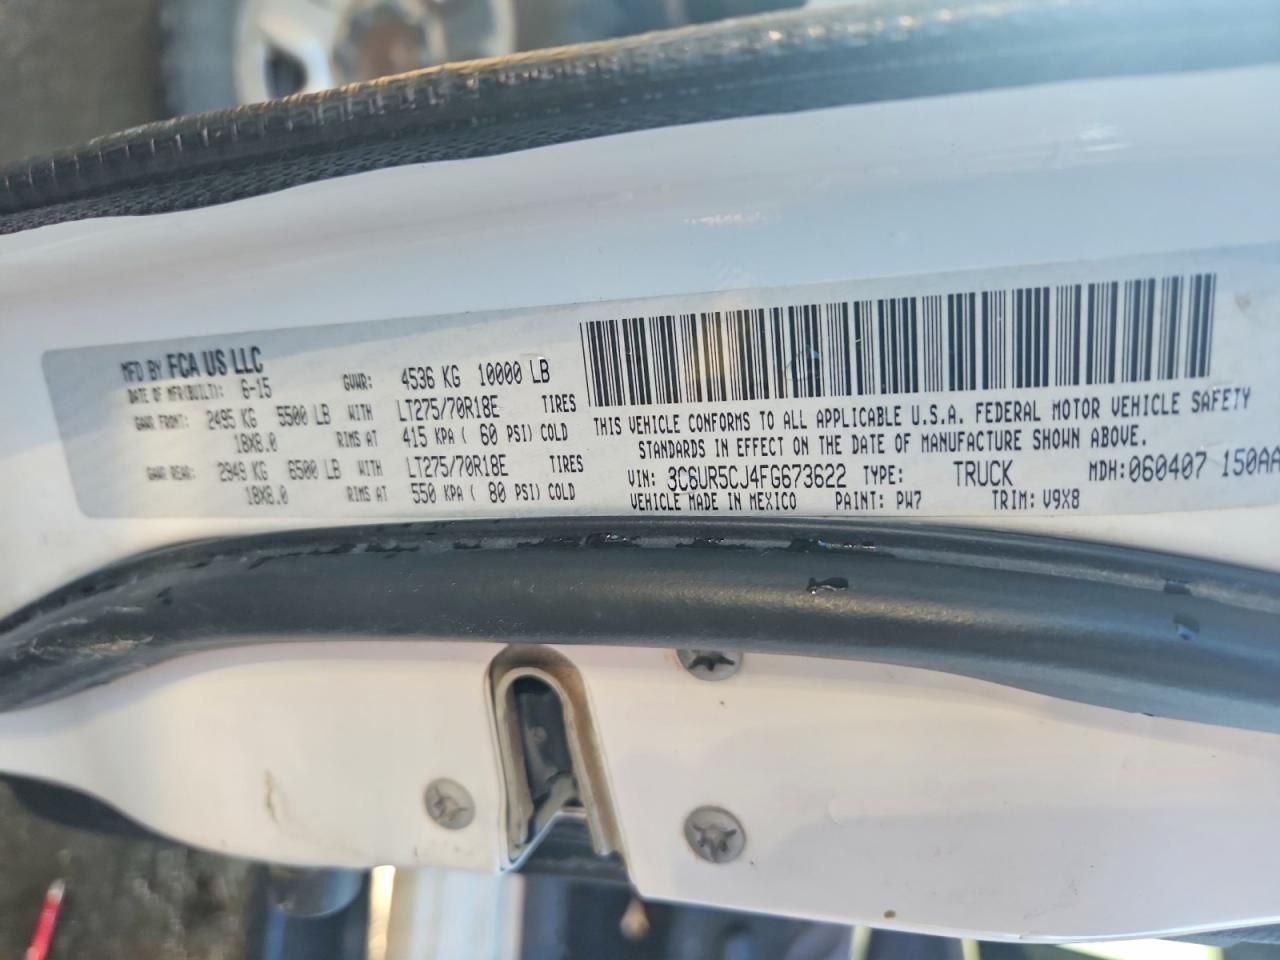 MFD BY FCA US LLC
DATE OF MFR(BUILT): 6-15 GVWR: 4536 KG 10000 LB
GAWR FRONT: 2495 KG 5500 LB WITH LT275/70R18E TIRES
18X8.0 RIMS AT 415 KPA ( 60 PSI) COLD
GAWR REAR: 2949 KG 6500 LB WITH LT275/70R18E TIRES
18X8.0 RIMS AT 550 KPA ( 80 PSI) COLD
THIS VEHICLE CONFORMS TO ALL APPLICABLE U.S.A. FEDERAL MOTOR VEHICLE SAFETY
STANDARDS IN EFFECT ON THE DATE OF MANUFACTURE SHOWN ABOVE.
VIN: 3C6UR5CJ4FG673622 TYPE: TRUCK MDH: 060407 150AA
VEHICLE MADE IN MEXICO PAINT: PW7 TRIM: V9X8